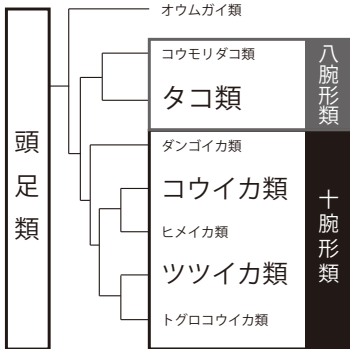 頭足類
オウムガイ類
コウモリダコ類
タコ類
八腕形類
ダンゴイカ類
コウイカ類
ヒメイカ類
ツツイカ類
トグロコウイカ類
十腕形類